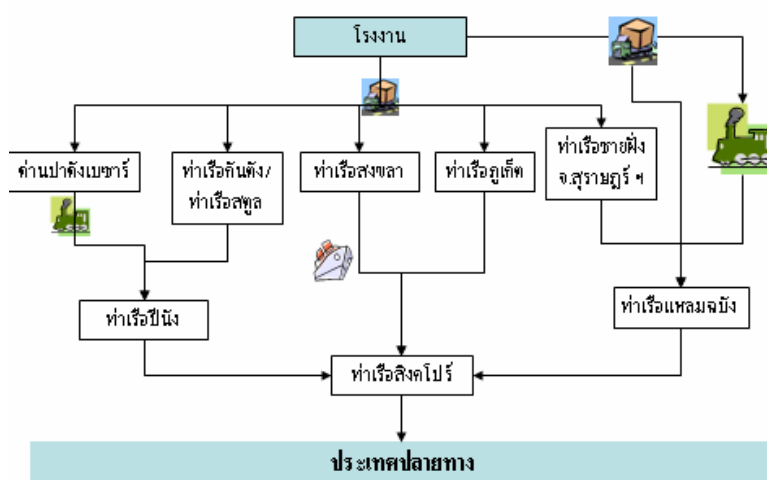 โรงงาน
ด่านปาดังเบซาร์
ท่าเรือกันตัง/
ท่าเรือสตูล
ท่าเรือสงขลา
ท่าเรือภูเก็ต
ท่าเรือชายฝั่ง
จ.สุราษฎร์ ฯ
ท่าเรือปีนัง
ท่าเรือแหลมฉบัง
ท่าเรือสิงคโปร์
ประเทศปลายทาง